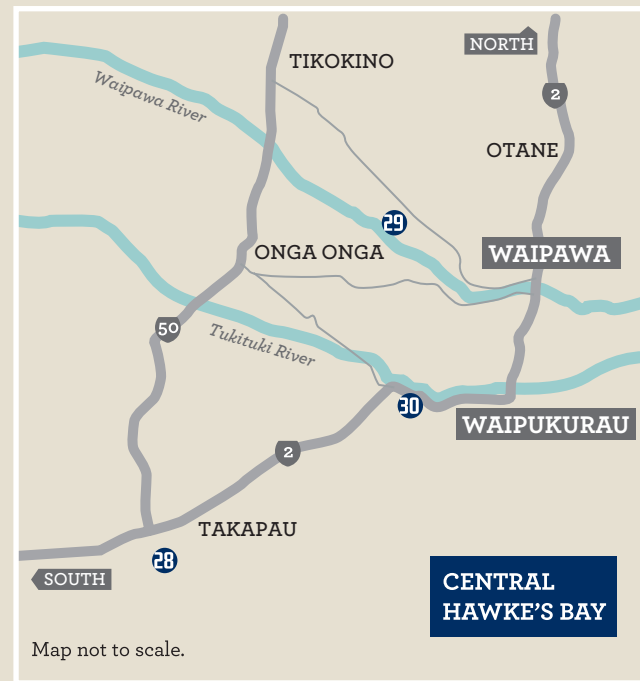 NORTH
TIKOKINO
Waipawa River
2
OTANE
29
WAIPAWA
ONGA ONGA
50
Tukituki River
30
WAIPUKURAU
2
TAKAPAU
28
SOUTH
CENTRAL
HAWKE'S BAY
Map not to scale.